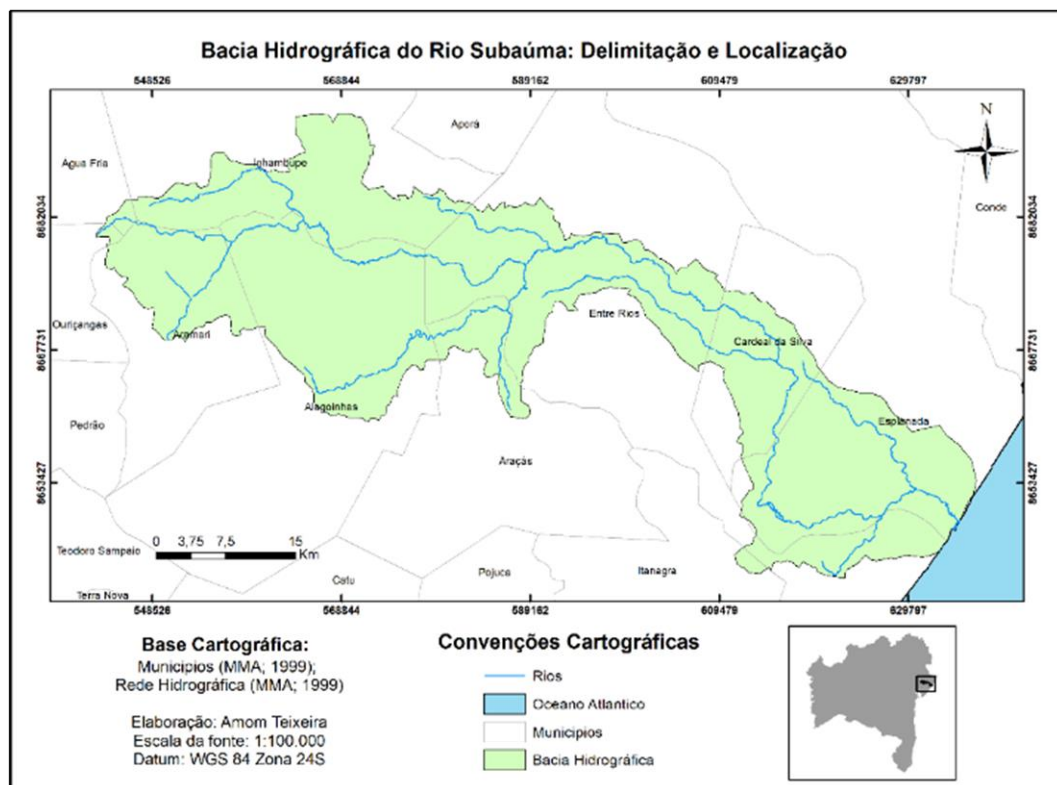 Bacia Hidrográfica do Rio Subaúma: Delimitação e Localização
548526 568844 589162 609479 629797
N
Aporá
Agua Fria
Inhambupe
Conde
8682034 8682034
Ouriçangas
Aramari
Entre Rios
Cardeal da Silva
8667731 8667731
Alagoinhas
Esplanada
Pedrão
Araçás
8653427 8653427
0 3,75 7,5 15
Km
Teodoro Sampaio
Catu
Pojuca
Itanagra
Terra Nova
548526 568844 589162 609479 629797
Base Cartográfica:
Municipios (MMA; 1999);
Rede Hidrográfica (MMA; 1999)
Elaboração: Amom Teixeira
Escala da fonte: 1:100.000
Datum: WGS 84 Zona 24S
Convenções Cartográficas
Rios
Oceano Atlantico
Municipios
Bacia Hidrográfica